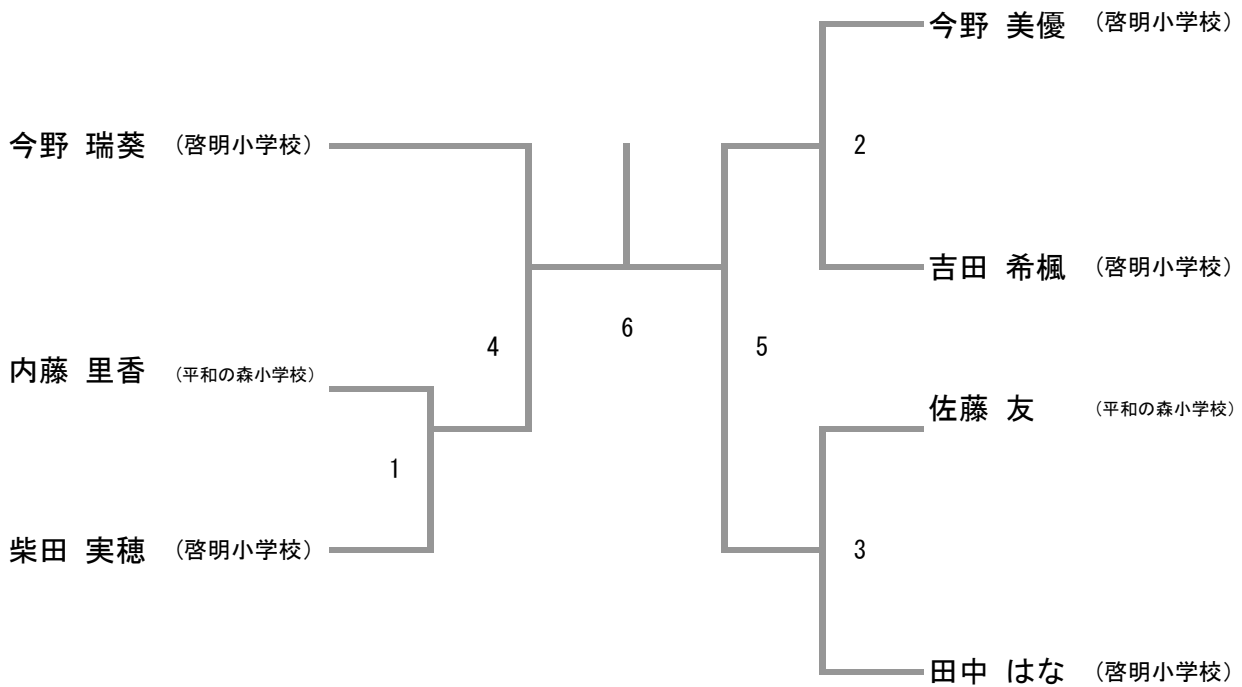 今野 美優 (啓明小学校)
今野 瑞葵 (啓明小学校)
2
吉田 希楓 (啓明小学校)
6
4
5
内藤 里香 (平和の森小学校)
佐藤 友 (平和の森小学校)
1
柴田 実穂 (啓明小学校)
3
田中 はな (啓明小学校)